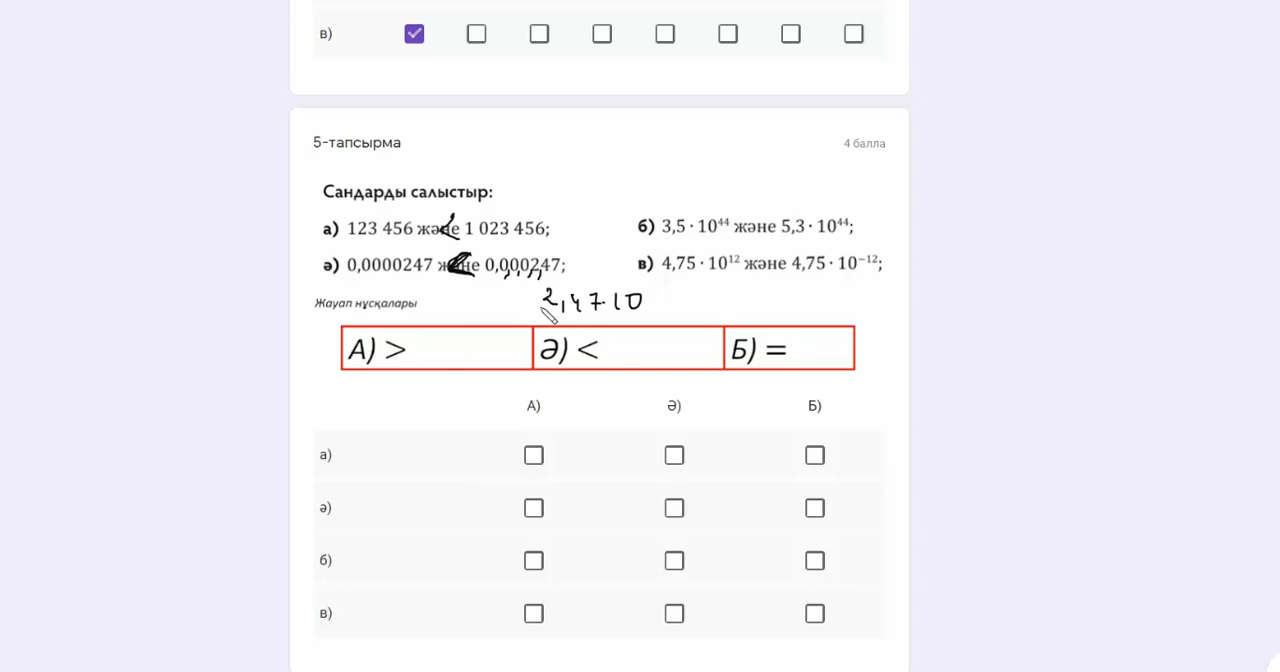 в)
5-тапсырма
4 балла
Сандарды салыстыр:
а) 123 456 және < 1 023 456;
б) 3,5 · 10⁴⁴ және 5,3 · 10⁴⁴;
ә) 0,0000247 және < 0,000247;
в) 4,75 · 10¹² және 4,75 · 10⁻¹²;
2,47·10
Жауап нұсқалары
А) >
Ә) <
Б) =
А) Ә) Б)
а)
ә)
б)
в)